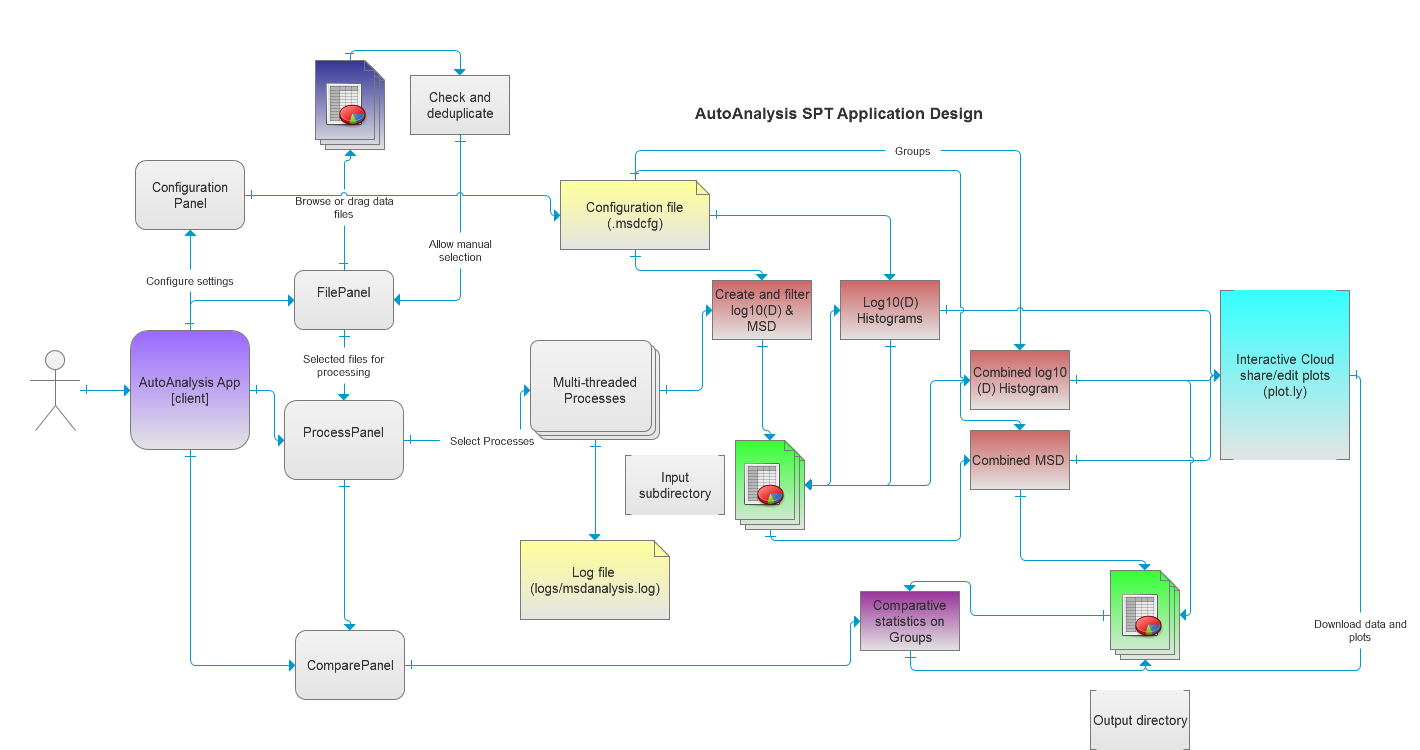 AutoAnalysis SPT Application Design
Check and
deduplicate
Groups
Configuration
Panel
Browse or drag data
files
Configuration file
(.msdcfg)
Allow manual
selection
Configure settings
FilePanel
Create and filter
log10(D) &
MSD
Log10(D)
Histograms
Selected files for
processing
AutoAnalysis App
[client]
Multi-threaded
Processes
Combined log10
(D) Histogram
Interactive Cloud
share/edit plots
(plot.ly)
ProcessPanel
Select Processes
Combined MSD
Input
subdirectory
Log file
(logs/msdanalysis.log)
Comparative
statistics on
Groups
Download data and
plots
ComparePanel
Output directory